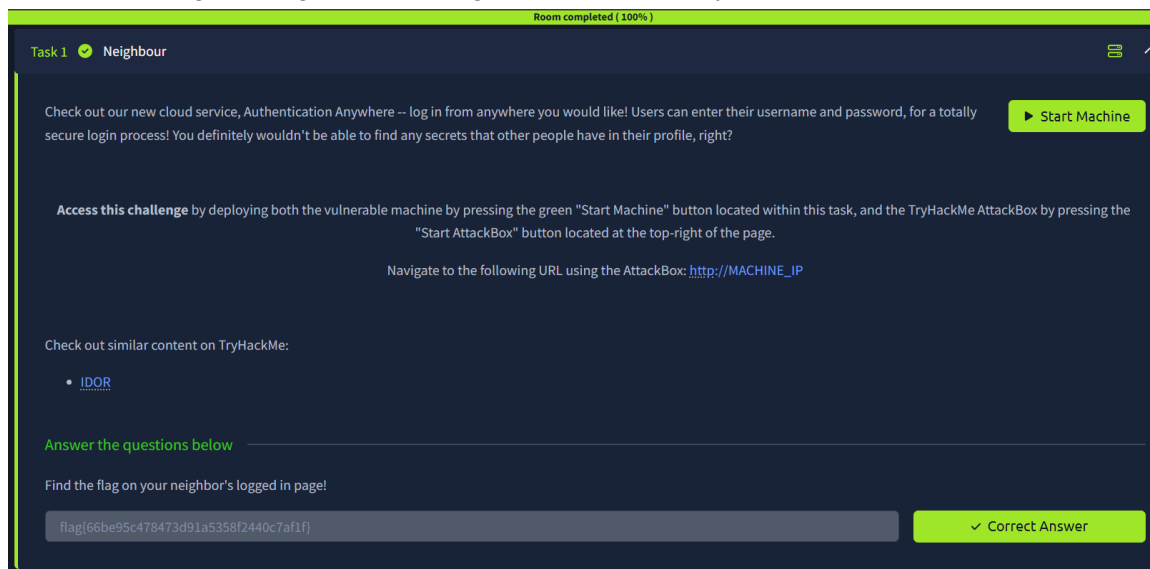 Room completed ( 100% )
Task 1 Neighbour
Check out our new cloud service, Authentication Anywhere -- log in from anywhere you would like! Users can enter their username and password, for a totally
secure login process! You definitely wouldn't be able to find any secrets that other people have in their profile, right?
Start Machine
Access this challenge by deploying both the vulnerable machine by pressing the green "Start Machine" button located within this task, and the TryHackMe AttackBox by pressing the
"Start AttackBox" button located at the top-right of the page.
Navigate to the following URL using the AttackBox: http://MACHINE_IP
Check out similar content on TryHackMe:
• IDOR
Answer the questions below
Find the flag on your neighbor's logged in page!
flag{66be95c478473d91a5358f2440c7af1f}
✓ Correct Answer